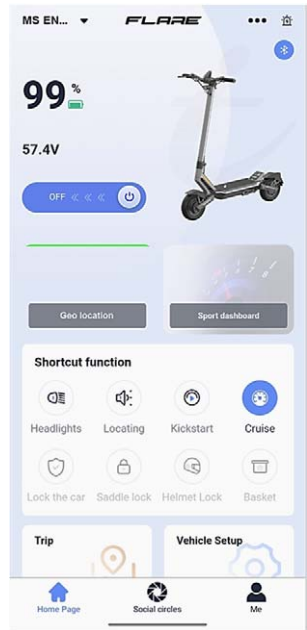 MS EN...
FLARE
99%
57.4V
OFF
Geo location
Sport dashboard
Shortcut function
Headlights Locating Kickstart Cruise
Lock the car Saddle lock Helmet Lock Basket
Trip
Vehicle Setup
Home Page Social circles Me